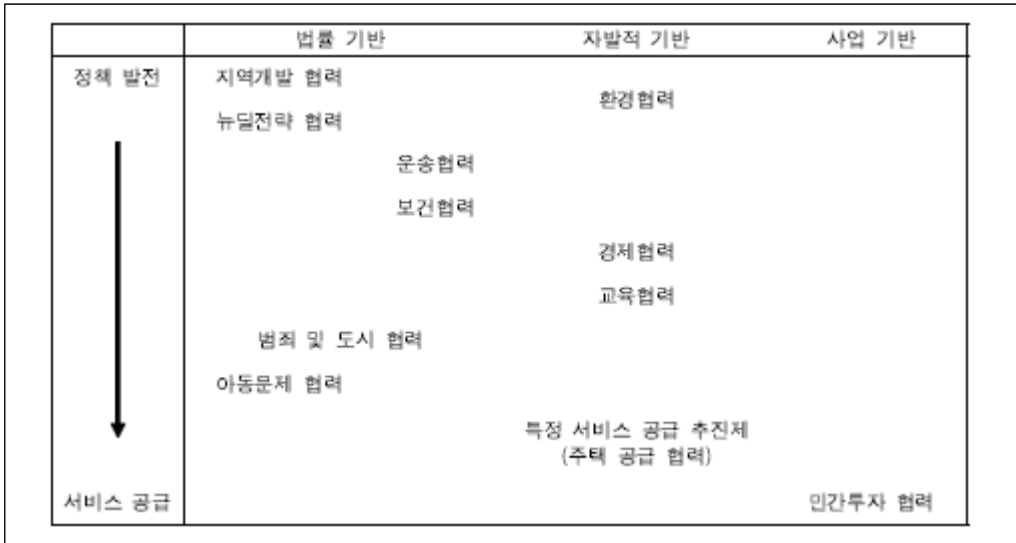 법률 기반 자발적 기반 사업 기반
정책 발전 지역개발 협력
환경협력
뉴딜전략 협력
운송협력
보건협력
경제협력
교육협력
범죄 및 도시 협력
아동문제 협력
특정 서비스 공급 추진제
(주택 공급 협력)
서비스 공급 민간투자 협력